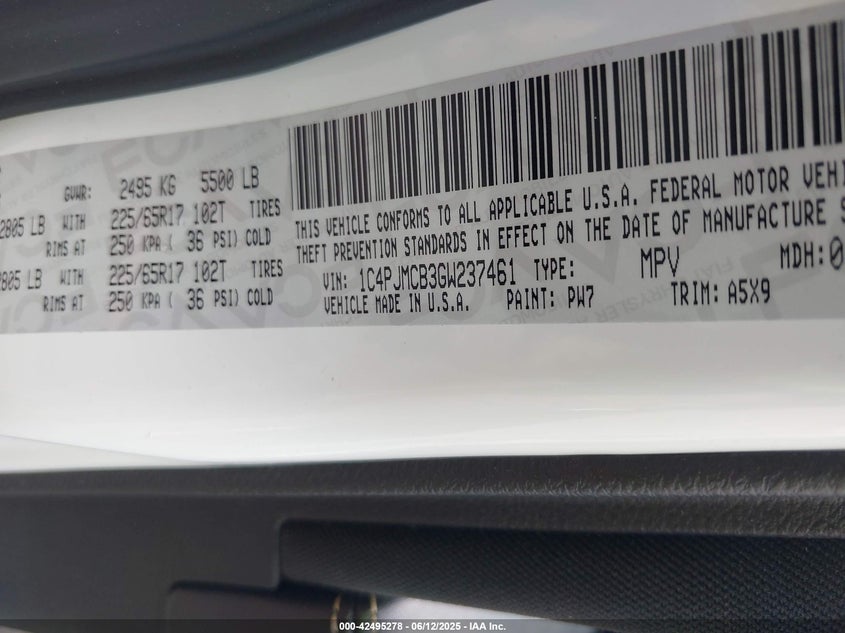 GVWR: 2495 KG 5500 LB
2805 LB WITH 225/65R17 102T TIRES
RIMS AT 250 KPA ( 36 PSI) COLD
2805 LB WITH 225/65R17 102T TIRES
RIMS AT 250 KPA ( 36 PSI) COLD
THIS VEHICLE CONFORMS TO ALL APPLICABLE U.S.A. FEDERAL MOTOR VEHI
THEFT PREVENTION STANDARDS IN EFFECT ON THE DATE OF MANUFACTURE S
VIN: 1C4PJMCB3GW237461 TYPE: MPV MDH: 0
VEHICLE MADE IN U.S.A. PAINT: PW7 TRIM: A5X9
000-42495278 - 06/12/2025 - IAA Inc.